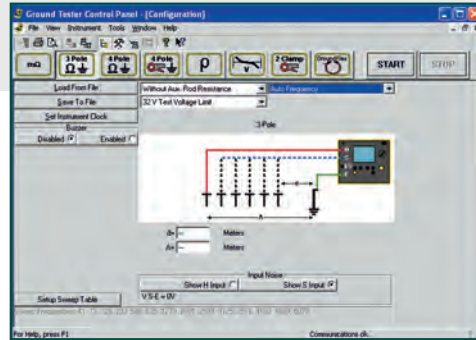 Ground Tester Control Panel - [Configuration]
File View Instrument Tools Window Help
mΩ 3 Pole 4 Pole 4 Pole ρ V 2 Clamp START STOP
Load From File
Save To File
Set Instrument Clock
Buzzer
Disabled Enabled
Without Aux. Rod Resistance Auto Frequency
32 V Test Voltage Limit
3-Pole
d= -- Meters
A= -- Meters
Input Noise
Show H Input Show S Input
V S-E = 0V
Setup Sweep Table
For Help, press F1 Communications ok.